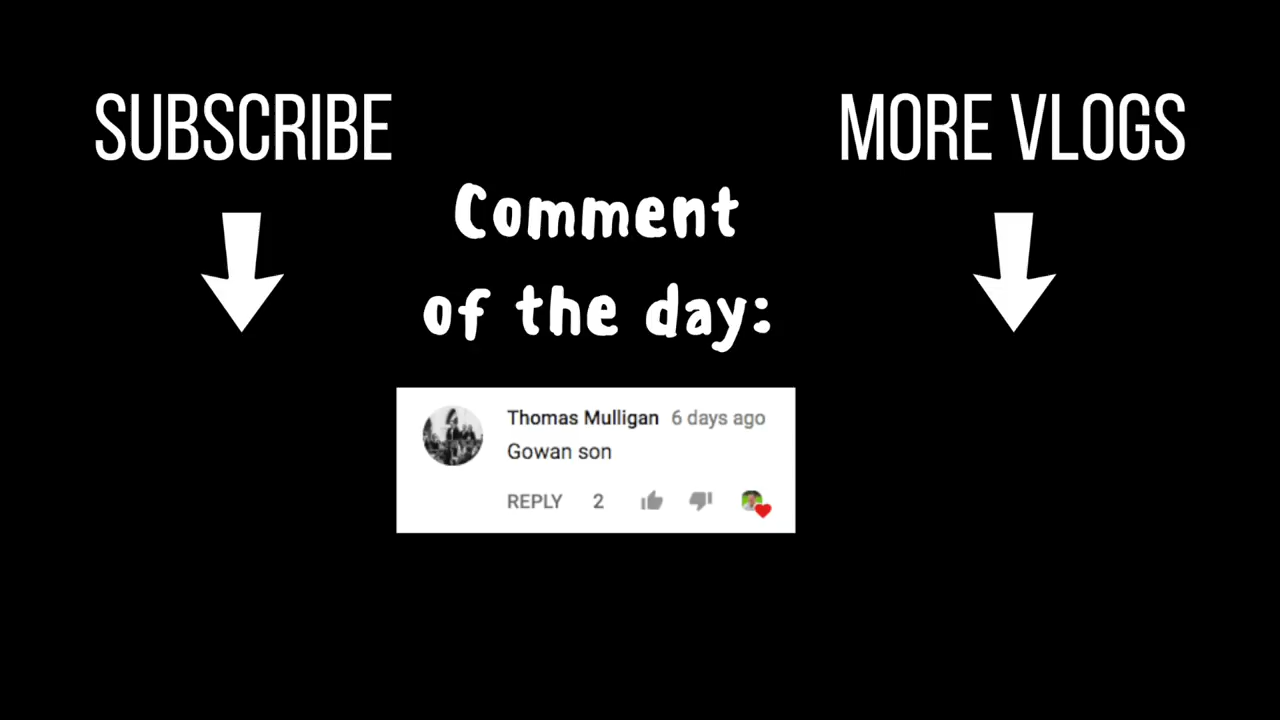 SUBSCRIBE
MORE VLOGS
Comment
of the day:
Thomas Mulligan 6 days ago
Gowan son
REPLY 2